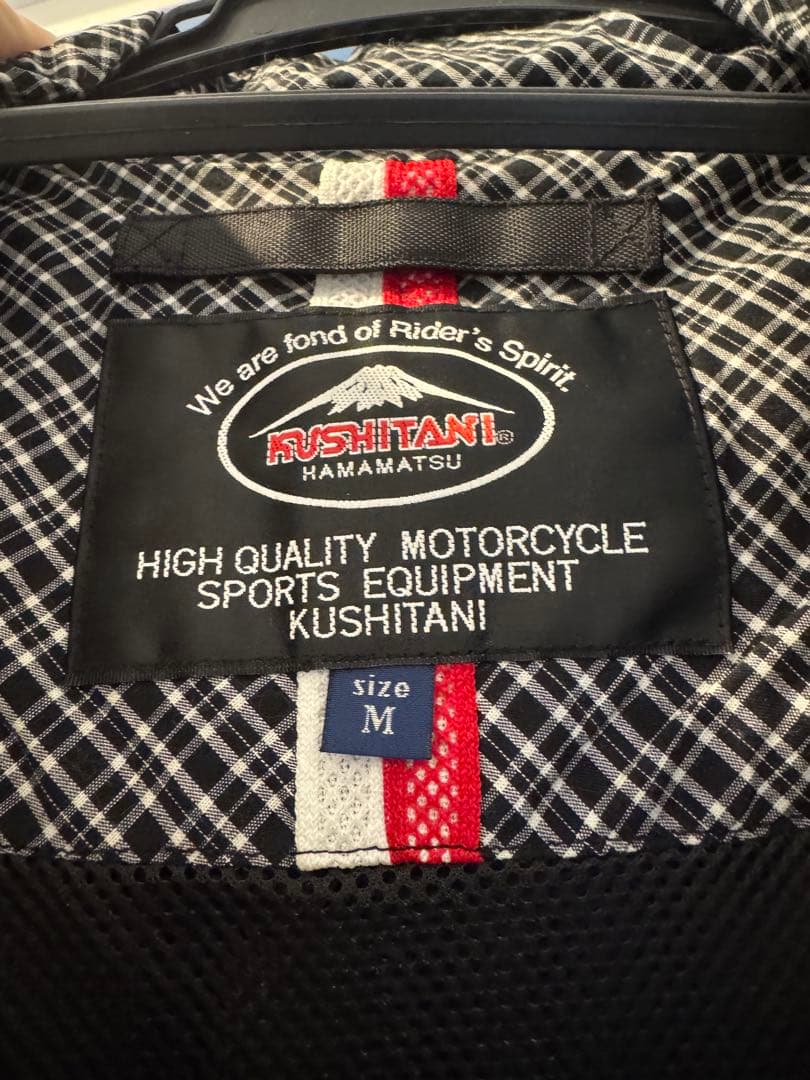 We are fond of Rider's Spirit.
KUSHITANI®
HAMAMATSU
HIGH QUALITY MOTORCYCLE
SPORTS EQUIPMENT
KUSHITANI
size
M